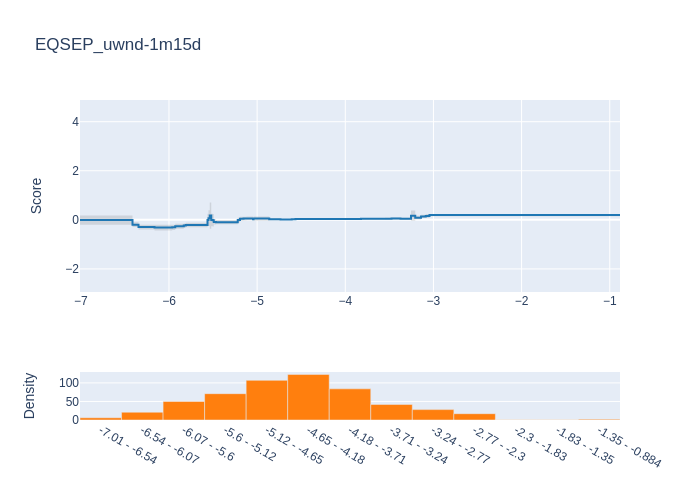 EQSEP_uwnd-1m15d
Score
4
2
0
−2
−7 −6 −5 −4 −3 −2 −1
Density
100
50
0
-7.01 - -6.54
-6.54 - -6.07
-6.07 - -5.6
-5.6 - -5.12
-5.12 - -4.65
-4.65 - -4.18
-4.18 - -3.71
-3.71 - -3.24
-3.24 - -2.77
-2.77 - -2.3
-2.3 - -1.83
-1.83 - -1.35
-1.35 - -0.884